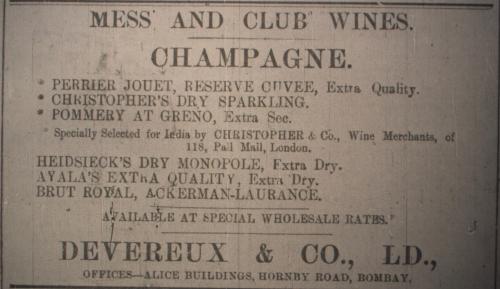 MESS AND CLUB WINES.
CHAMPAGNE.
* PERRIER JOUET, RESERVE CUVEE, Extra Quality.
* CHRISTOPHER'S DRY SPARKLING.
* POMMERY AT GRENO, Extra Sec.
* Specially Selected for India by CHRISTOPHER & Co., Wine Merchants, of
118, Pall Mall, London.
HEIDSIECK'S DRY MONOPOLE, Extra Dry.
AYALA'S EXTRA QUALITY, Extra Dry.
BRUT ROYAL, ACKERMAN-LAURANCE.
AVAILABLE AT SPECIAL WHOLESALE RATES.
DEVEREUX & CO., LD.,
OFFICES—ALICE BUILDINGS, HORNBY ROAD, BOMBAY.